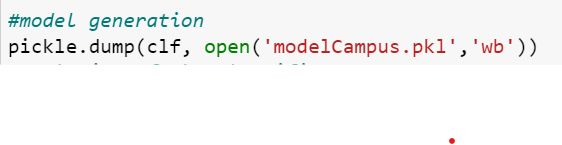 #model generation
pickle.dump(clf, open('modelCampus.pkl','wb'))